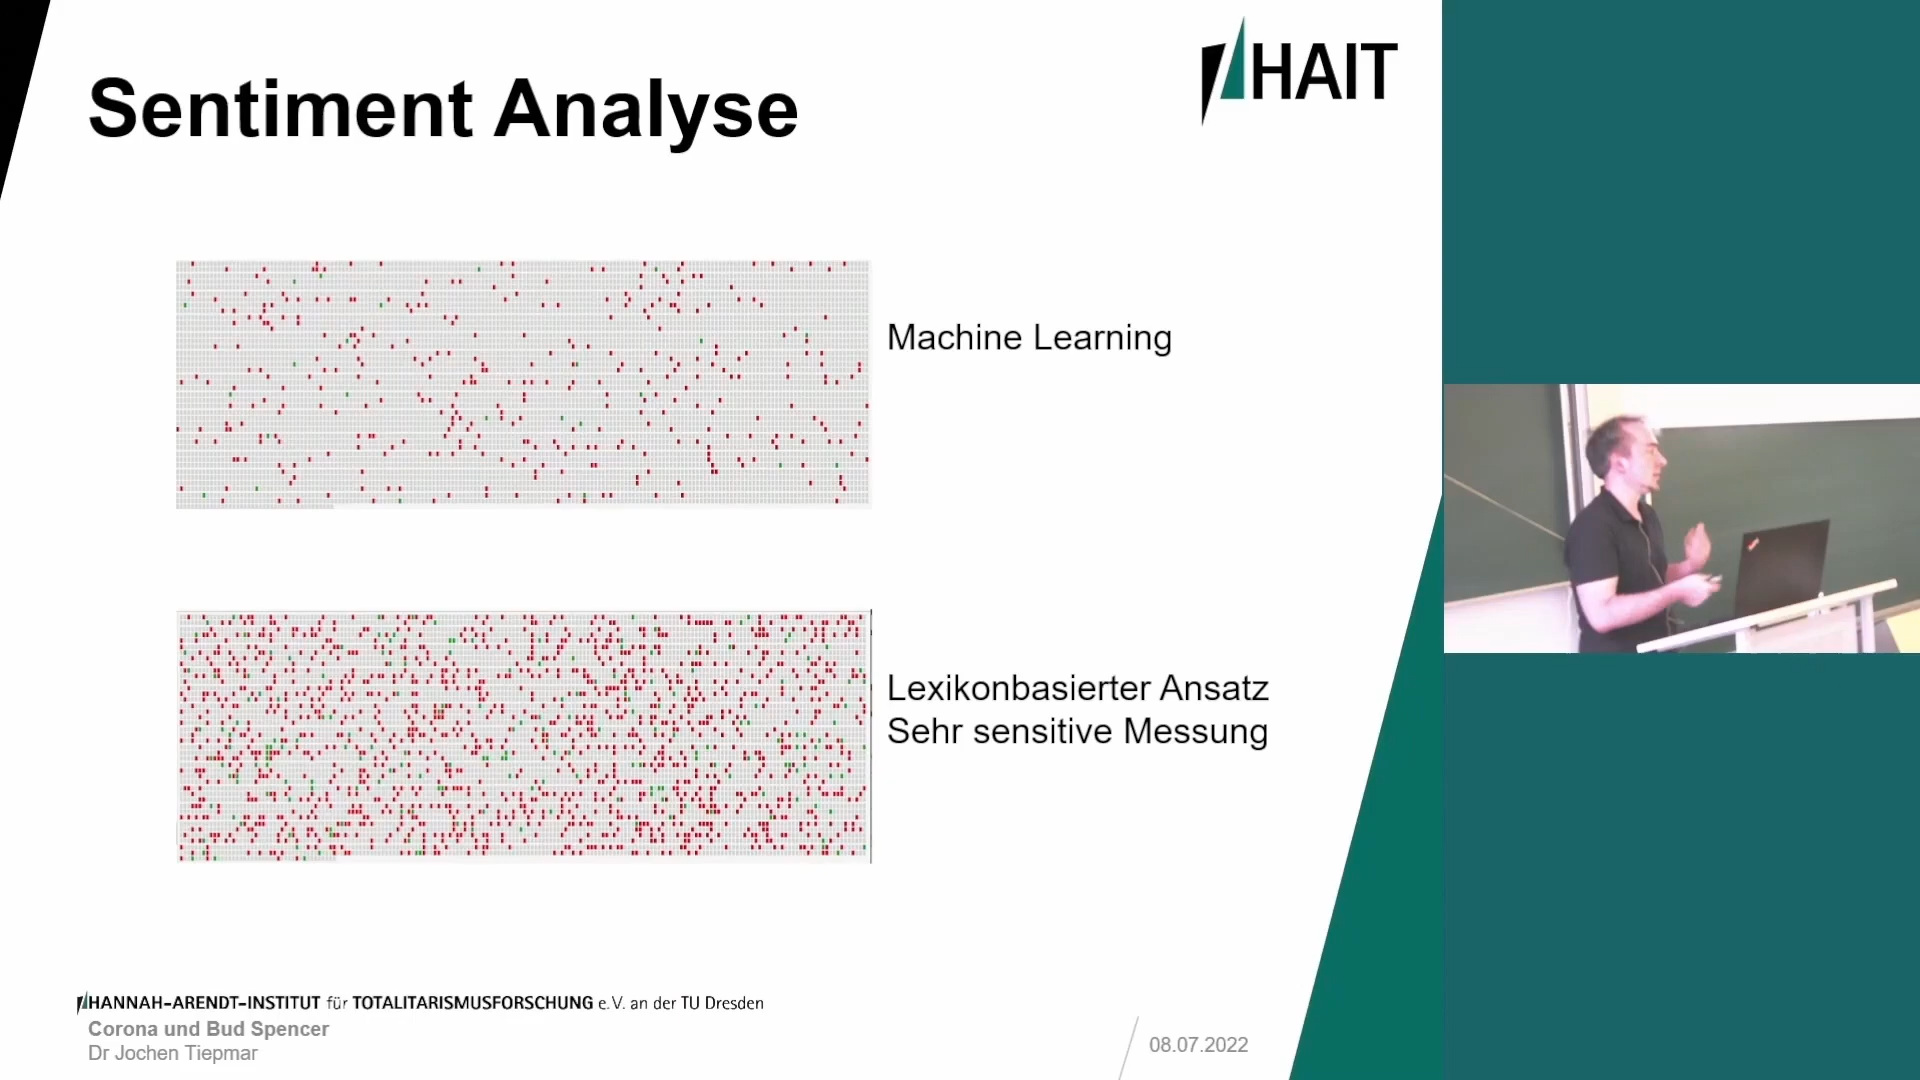 Sentiment Analyse
HAIT
Machine Learning
Lexikonbasierter Ansatz
Sehr sensitive Messung
HANNAH-ARENDT-INSTITUT für TOTALITARISMUSFORSCHUNG e.V. an der TU Dresden
Corona und Bud Spencer
Dr Jochen Tiepmar
08.07.2022